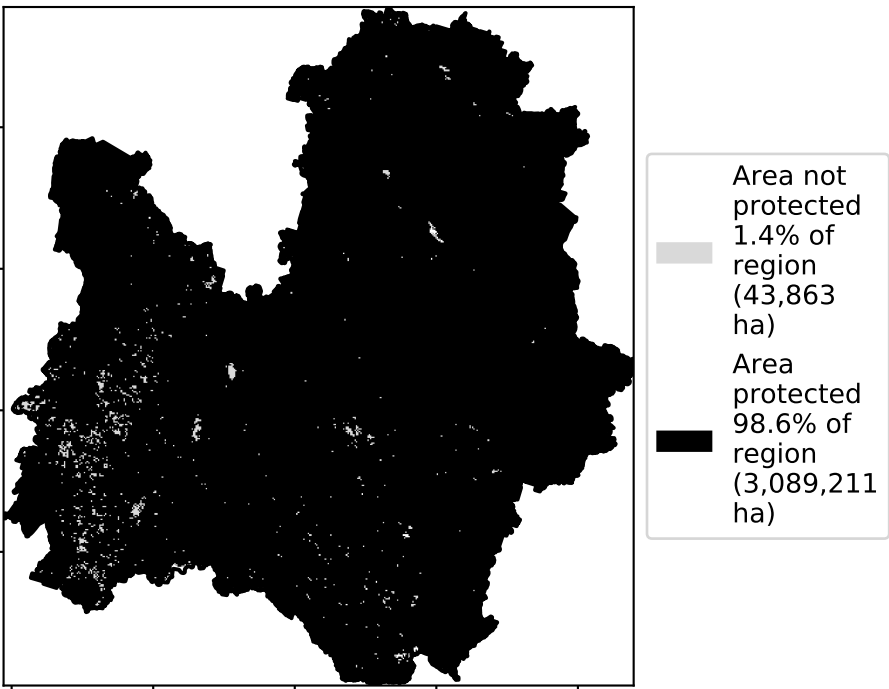 Area not
protected
1.4% of
region
(43,863
ha)
Area
protected
98.6% of
region
(3,089,211
ha)